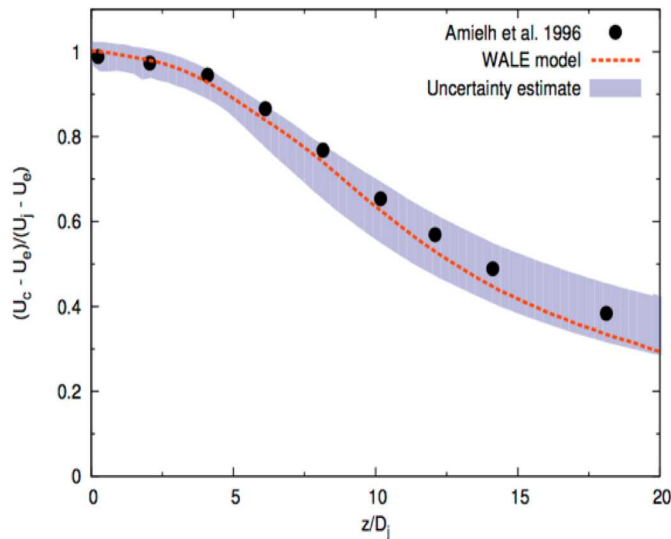 Amielh et al. 1996
WALE model
Uncertainty estimate
1
0.8
0.6
0.4
0.2
0
(U_c - U_e)/(U_j - U_e)
0
5
10
15
20
z/D_j